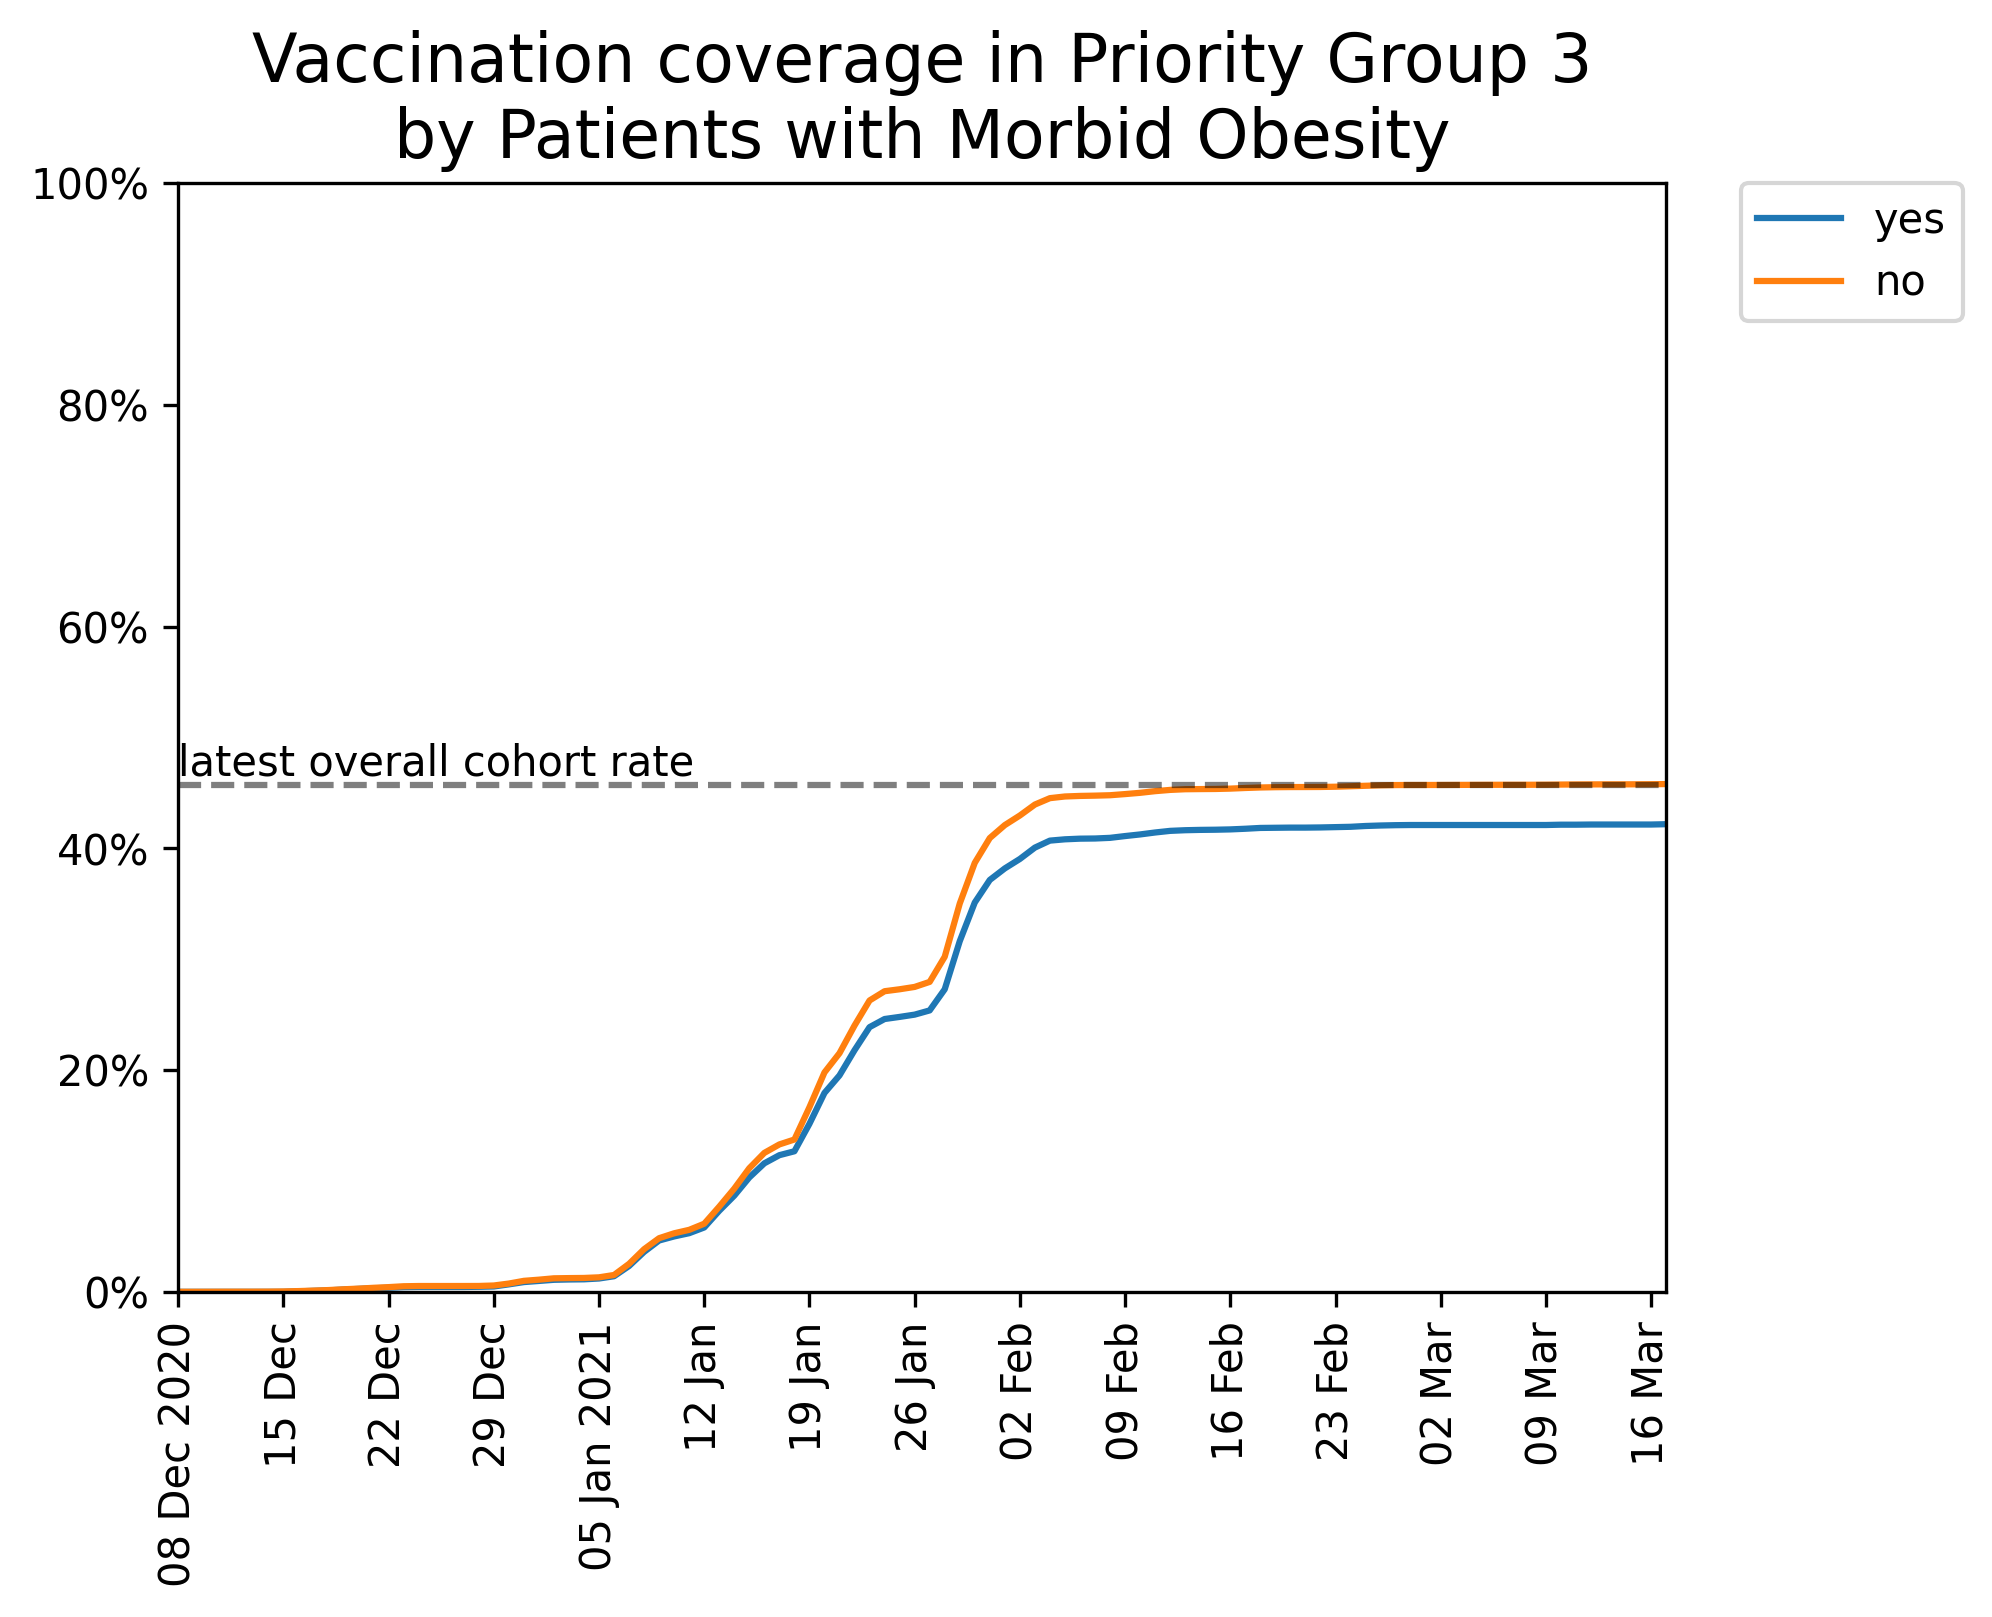 Vaccination coverage in Priority Group 3
by Patients with Morbid Obesity
100%
80%
60%
40%
20%
0%
latest overall cohort rate
yes
no
08 Dec 2020
15 Dec
22 Dec
29 Dec
05 Jan 2021
12 Jan
19 Jan
26 Jan
02 Feb
09 Feb
16 Feb
23 Feb
02 Mar
09 Mar
16 Mar